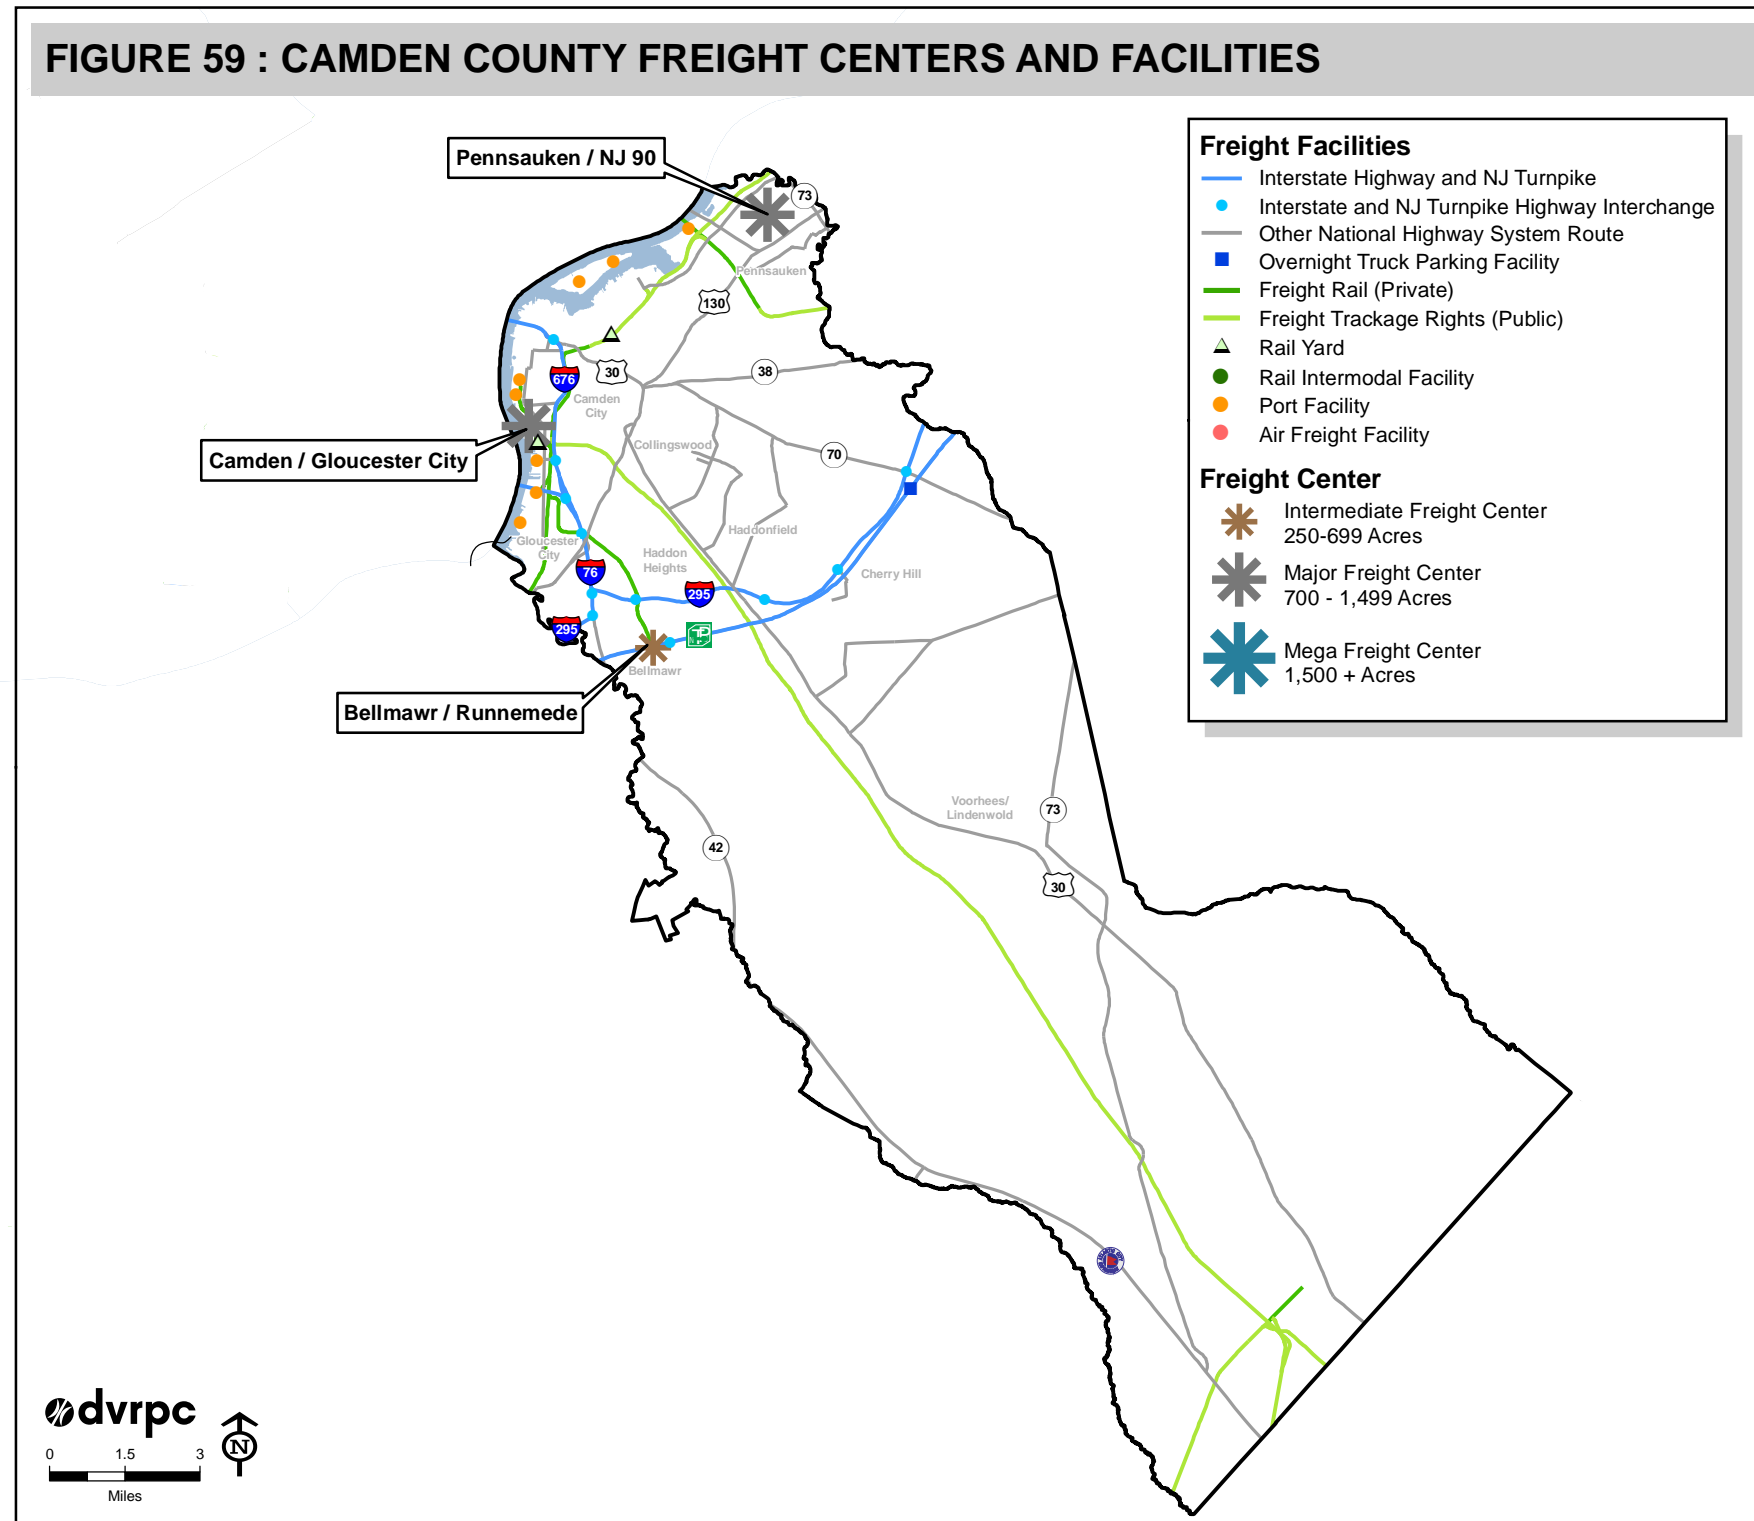 FIGURE 59 : CAMDEN COUNTY FREIGHT CENTERS AND FACILITIES
Freight Facilities
Interstate Highway and NJ Turnpike
Interstate and NJ Turnpike Highway Interchange
Other National Highway System Route
Overnight Truck Parking Facility
Freight Rail (Private)
Freight Trackage Rights (Public)
Rail Yard
Rail Intermodal Facility
Port Facility
Air Freight Facility
Freight Center
Intermediate Freight Center
250-699 Acres
Major Freight Center
700 - 1,499 Acres
Mega Freight Center
1,500 + Acres
Pennsauken / NJ 90
73
Pennsauken
130
30
38
676
Camden
City
Collingswood
70
Camden / Gloucester City
Haddonfield
Gloucester
City
Haddon
Heights
Cherry Hill
76
295
295
TP
Bellmawr
Bellmawr / Runnemede
Voorhees/
Lindenwold
73
42
30
dvrpc
0 1.5 3
Miles
N